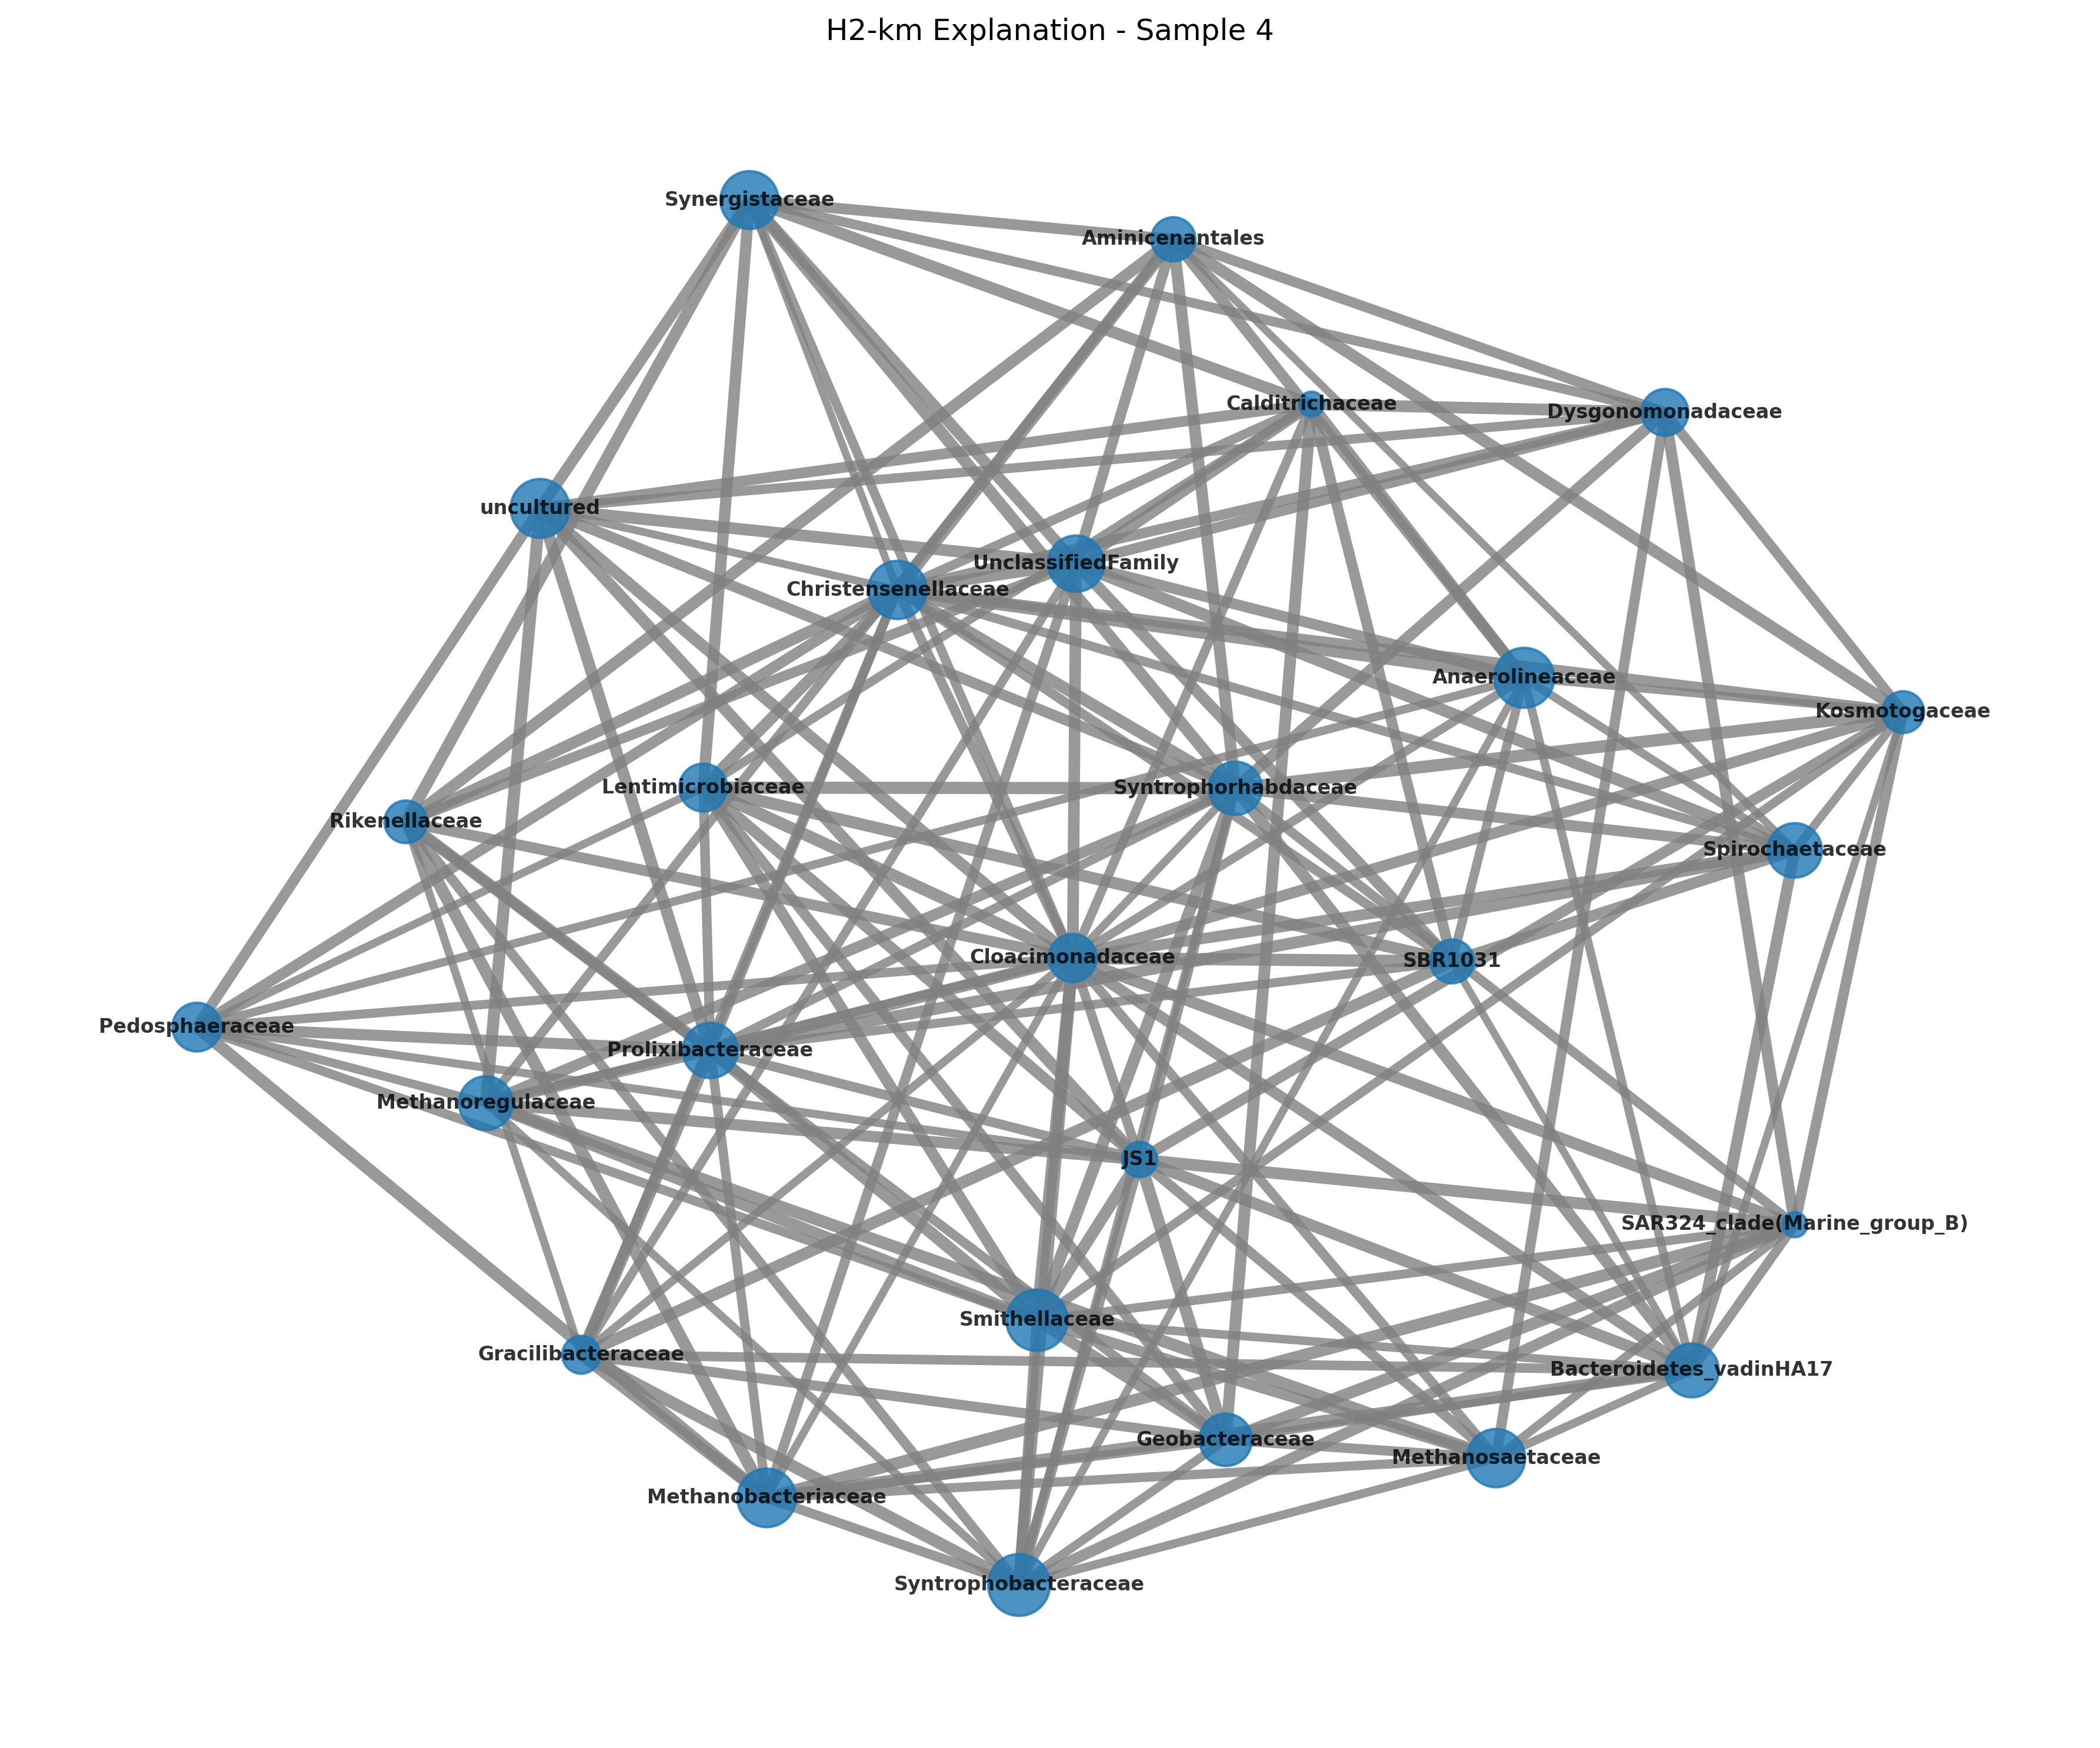 H2-km Explanation - Sample 4
Synergistaceae
Aminicenantales
Calditrichaceae
Dysgonomonadaceae
uncultured
UnclassifiedFamily
Christensenellaceae
Anaerolineaceae
Kosmotogaceae
Lentimicrobiaceae
Syntrophorhabdaceae
Rikenellaceae
Spirochaetaceae
Cloacimonadaceae
SBR1031
Pedosphaeraceae
Prolixibacteraceae
Methanoregulaceae
JS1
SAR324_clade(Marine_group_B)
Smithellaceae
Gracilibacteraceae
Bacteroidetes_vadinHA17
Geobacteraceae
Methanosaetaceae
Methanobacteriaceae
Syntrophobacteraceae